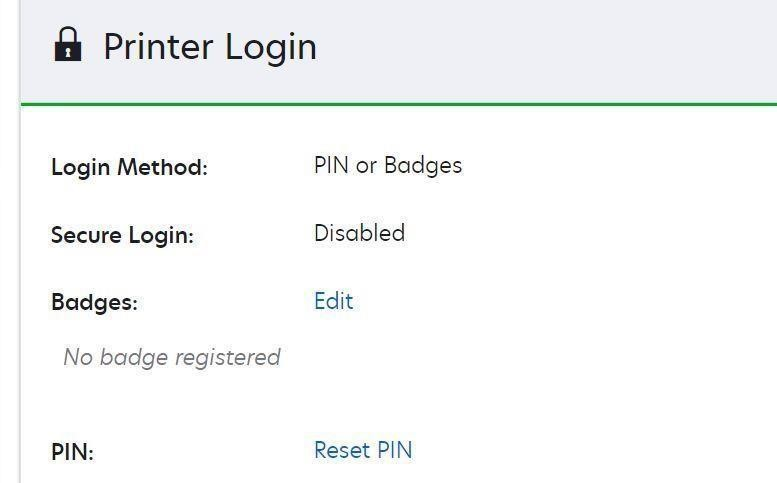 Printer Login
Login Method: PIN or Badges
Secure Login: Disabled
Badges: Edit
No badge registered
PIN: Reset PIN